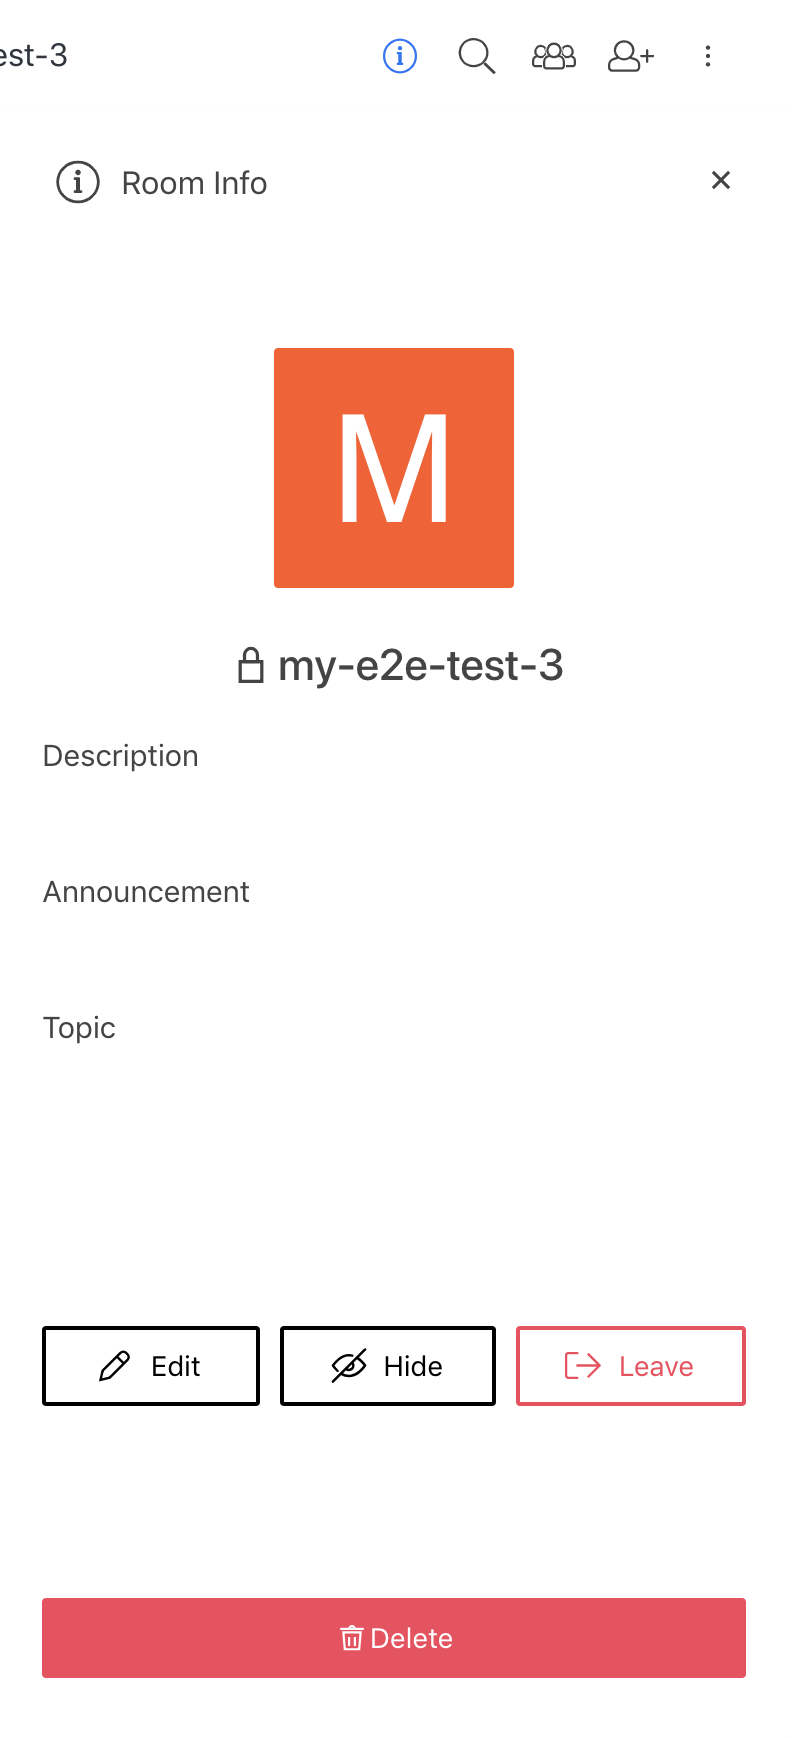 est-3
Room Info
M
my-e2e-test-3
Description
Announcement
Topic
Edit Hide Leave
Delete